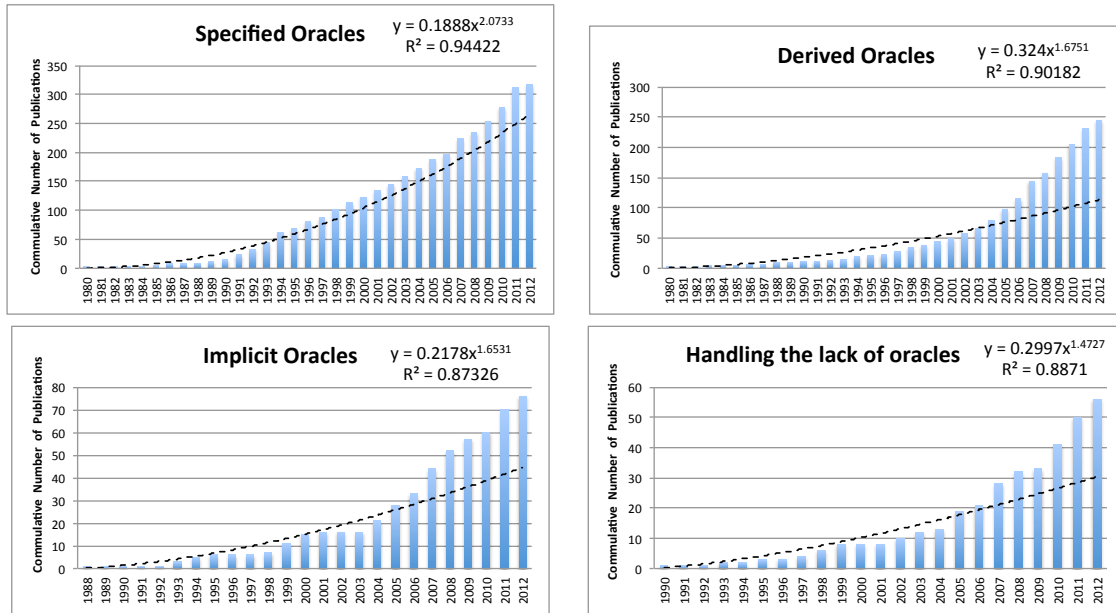 Specified Oracles
y = 0.1888x^2.0733
R² = 0.94422
Commulative Number of Publications
350
300
250
200
150
100
50
0
1980 1981 1982 1983 1984 1985 1986 1987 1988 1989 1990 1991 1992 1993 1994 1995 1996 1997 1998 1999 2000 2001 2002 2003 2004 2005 2006 2007 2008 2009 2010 2011 2012
Derived Oracles
y = 0.324x^1.6751
R² = 0.90182
Commulative Number of Publications
300
250
200
150
100
50
0
1980 1981 1982 1983 1984 1985 1986 1987 1988 1989 1990 1991 1992 1993 1994 1995 1996 1997 1998 1999 2000 2001 2002 2003 2004 2005 2006 2007 2008 2009 2010 2011 2012
Implicit Oracles
y = 0.2178x^1.6531
R² = 0.87326
Commulative Number of Publications
80
70
60
50
40
30
20
10
0
1988 1989 1990 1991 1992 1993 1994 1995 1996 1997 1998 1999 2000 2001 2002 2003 2004 2005 2006 2007 2008 2009 2010 2011 2012
Handling the lack of oracles
y = 0.2997x^1.4727
R² = 0.8871
Commulative Number of Publications
60
50
40
30
20
10
0
1990 1991 1992 1993 1994 1995 1996 1997 1998 1999 2000 2001 2002 2003 2004 2005 2006 2007 2008 2009 2010 2011 2012